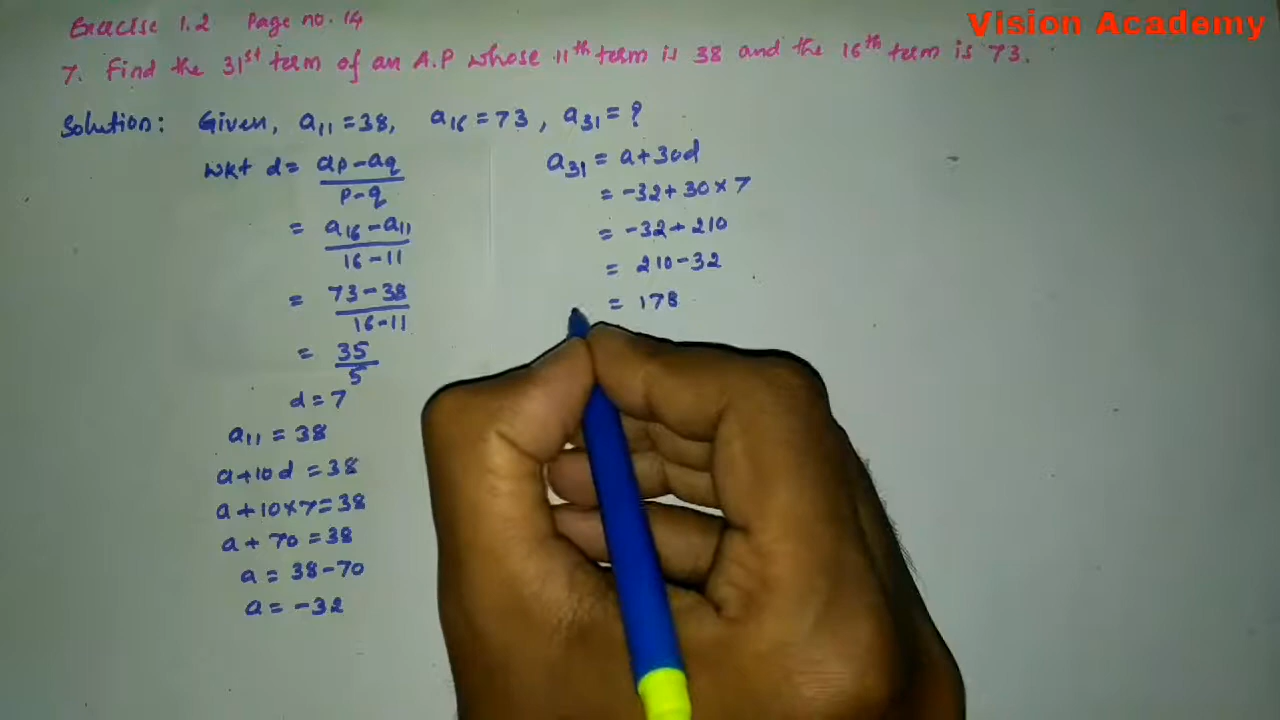 Exercise 1.2 Page no. 14
Vision Academy
7. Find the 31st term of an A.P whose 11th term is 38 and the 16th term is 73.
Solution: Given, a11 = 38, a16 = 73, a31 = ?
WKt d = ap-aq
p-q
= a16-a11
16-11
= 73-38
16-11
= 35
5
d = 7
a11 = 38
a+10d = 38
a+10×7=38
a+ 70 =38
a = 38-70
a = -32
a31 = a+30d
= -32+30×7
= -32+210
= 210-32
= 178